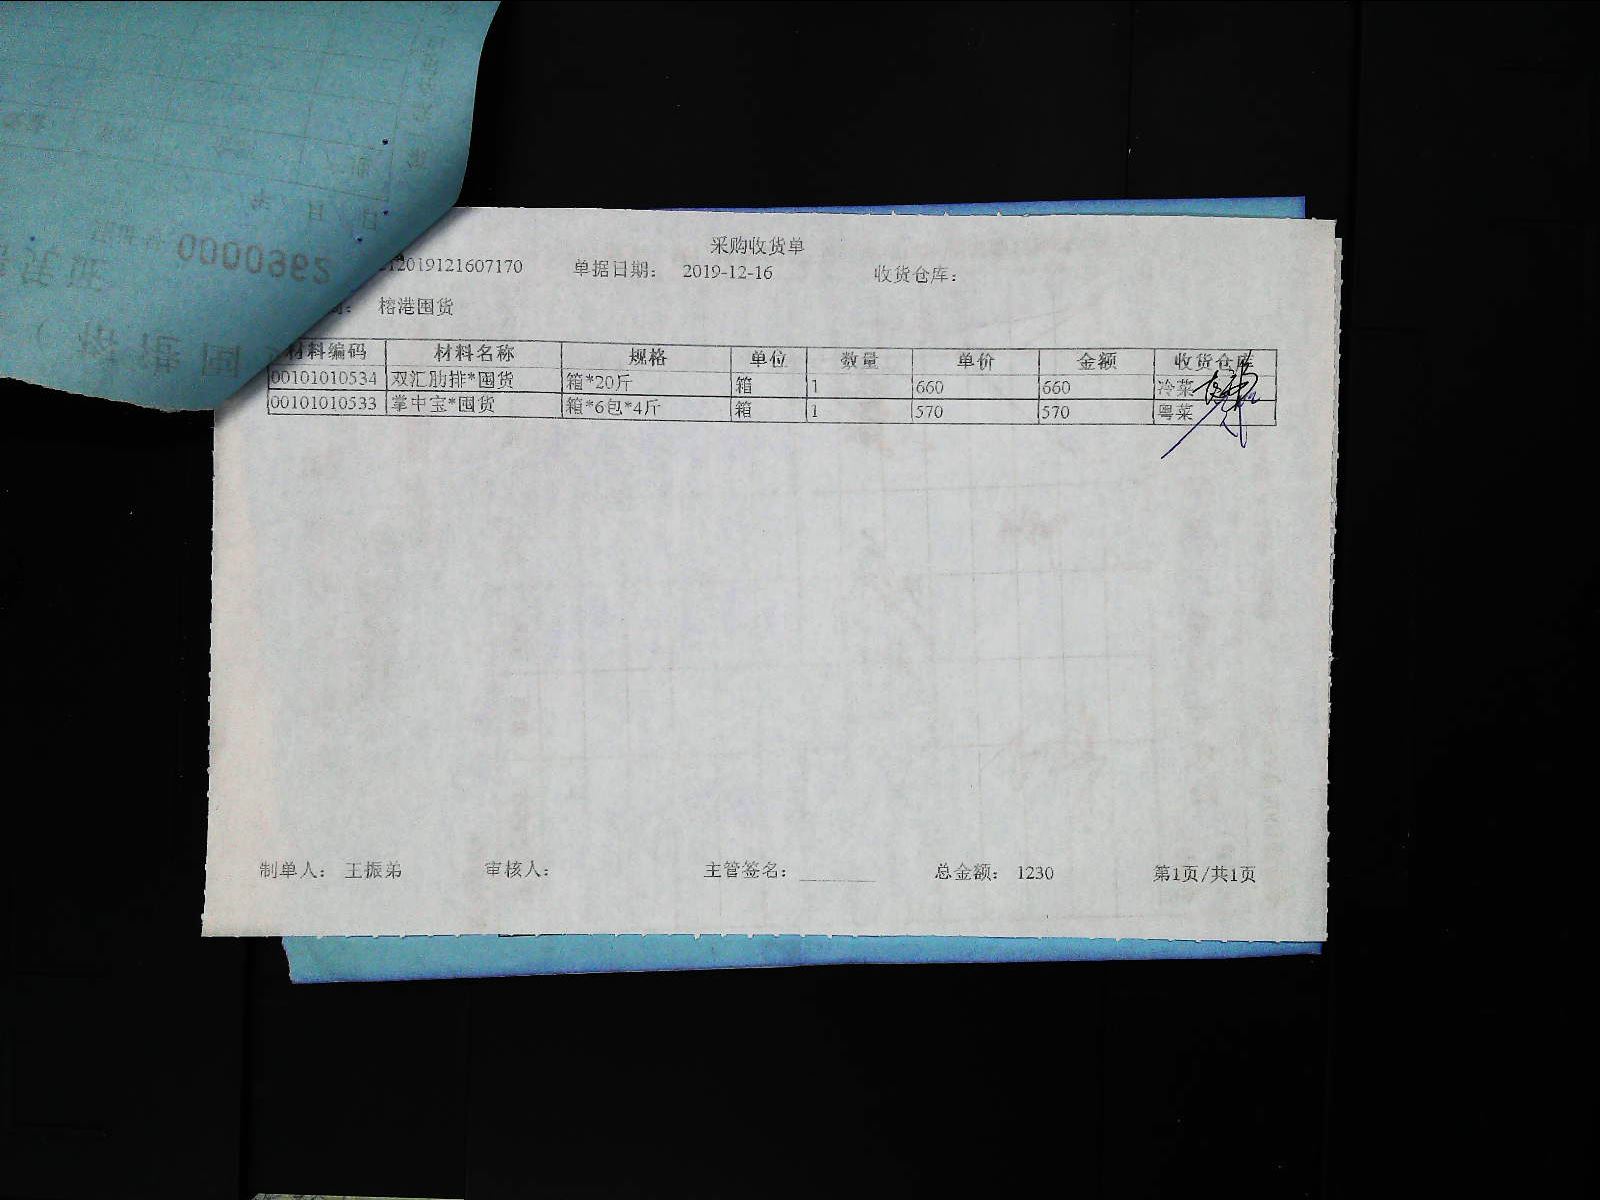 采购收货单
12019121607170 单据日期： 2019-12-16 收货仓库：
榕港囤货
材料编码 材料名称 规格 单位 数量 单价 金额 收货仓库
00101010534 双汇肋排*囤货 箱*20斤 箱 1 660 660 冷菜
00101010533 掌中宝*囤货 箱*6包*4斤 箱 1 570 570 粤菜
制单人： 王振弟 审核人： 主管签名： 总金额： 1230 第1页/共1页
0000362